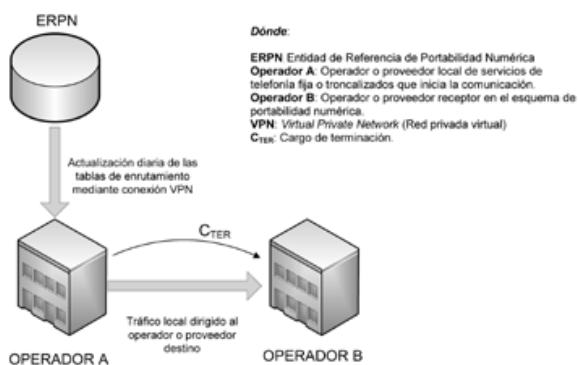 ERPN
Dónde:
ERPN Entidad de Referencia de Portabilidad Numérica
Operador A: Operador o proveedor local de servicios de
telefonía fija o troncalizados que inicia la comunicación.
Operador B: Operador o proveedor receptor en el esquema de
portabilidad numérica.
VPN: Virtual Private Network (Red privada virtual)
CTER: Cargo de terminación.
Actualización diaria de las
tablas de enrutamiento
mediante conexión VPN
CTER
Tráfico local dirigido al
operador o proveedor
destino
OPERADOR A
OPERADOR B